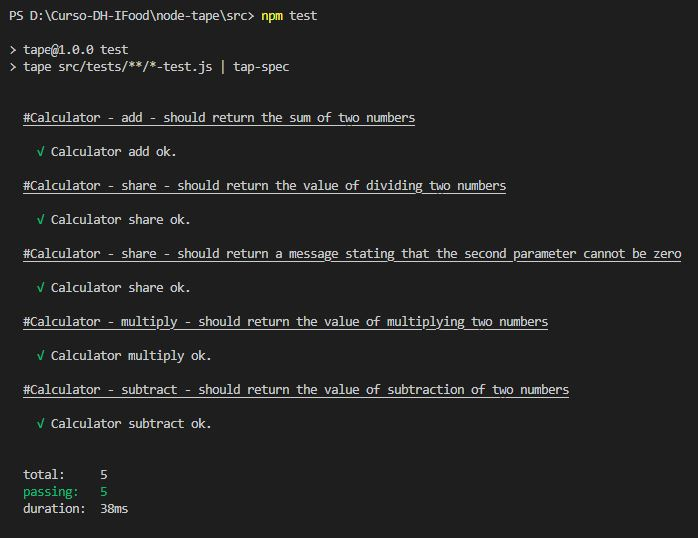 PS D:\Curso-DH-IFood\node-tape\src> npm test
> tape@1.0.0 test
> tape src/tests/**/*-test.js | tap-spec
#Calculator - add - should return the sum of two numbers
√ Calculator add ok.
#Calculator - share - should return the value of dividing two numbers
√ Calculator share ok.
#Calculator - share - should return a message stating that the second parameter cannot be zero
√ Calculator share ok.
#Calculator - multiply - should return the value of multiplying two numbers
√ Calculator multiply ok.
#Calculator - subtract - should return the value of subtraction of two numbers
√ Calculator subtract ok.
total: 5
passing: 5
duration: 38ms